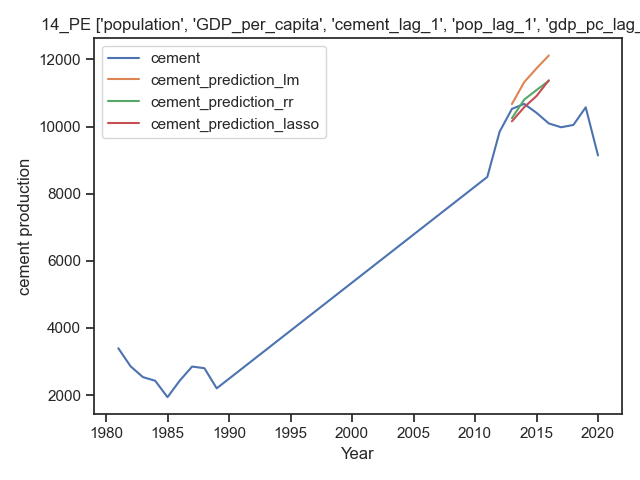 14_PE ['population', 'GDP_per_capita', 'cement_lag_1', 'pop_lag_1', 'gdp_pc_lag_
12000
10000
8000
6000
4000
2000
cement production
cement
cement_prediction_lm
cement_prediction_rr
cement_prediction_lasso
1980 1985 1990 1995 2000 2005 2010 2015 2020
Year